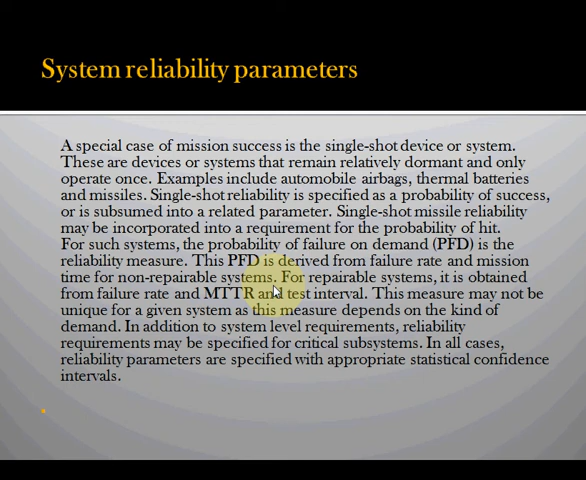 System reliability parameters
A special case of mission success is the single-shot device or system.
These are devices or systems that remain relatively dormant and only
operate once. Examples include automobile airbags, thermal batteries
and missiles. Single-shot reliability is specified as a probability of success,
or is subsumed into a related parameter. Single-shot missile reliability
may be incorporated into a requirement for the probability of hit.
For such systems, the probability of failure on demand (PFD) is the
reliability measure. This PFD is derived from failure rate and mission
time for non-repairable systems. For repairable systems, it is obtained
from failure rate and MTTR and test interval. This measure may not be
unique for a given system as this measure depends on the kind of
demand. In addition to system level requirements, reliability
requirements may be specified for critical subsystems. In all cases,
reliability parameters are specified with appropriate statistical confidence
intervals.